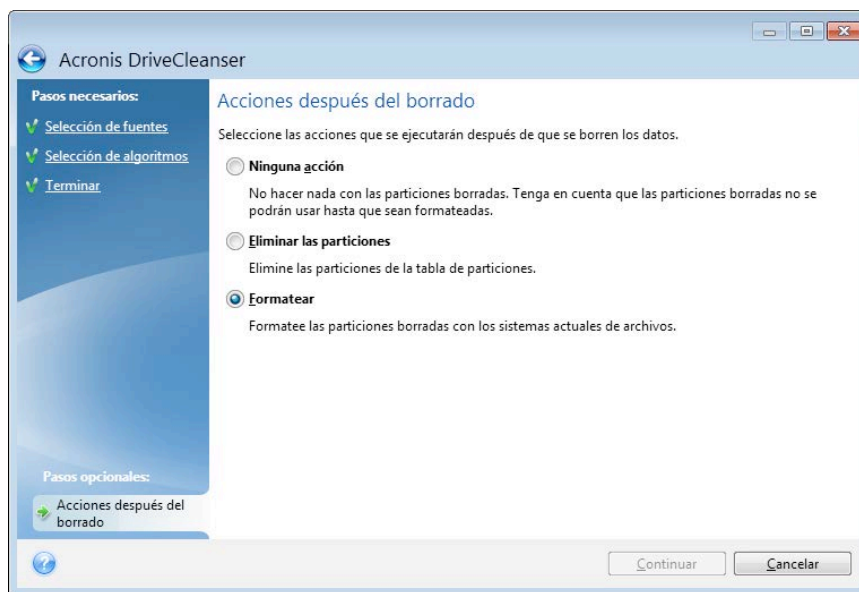 Acronis DriveCleanser
Pasos necesarios:
Selección de fuentes
Selección de algoritmos
Terminar
Acciones después del borrado
Seleccione las acciones que se ejecutarán después de que se borren los datos.
Ninguna acción
No hacer nada con las particiones borradas. Tenga en cuenta que las particiones borradas no se
podrán usar hasta que sean formateadas.
Eliminar las particiones
Elimine las particiones de la tabla de particiones.
Formatear
Formatee las particiones borradas con los sistemas actuales de archivos.
Pasos opcionales:
Acciones después del
borrado
Continuar
Cancelar